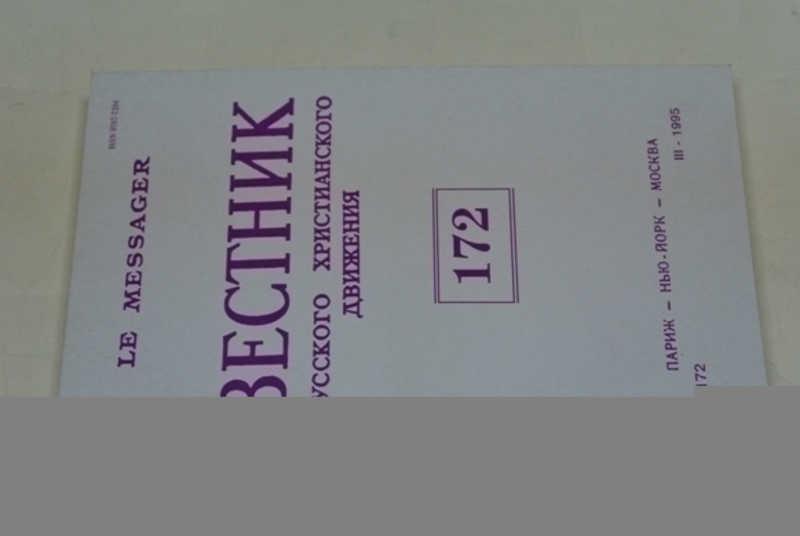 LE MESSAGER
ВЕСТНИК
УССКОГО ХРИСТИАНСКОГО
ДВИЖЕНИЯ
172
ПАРИЖ – НЬЮ-ЙОРК – МОСКВА
172
III - 1995